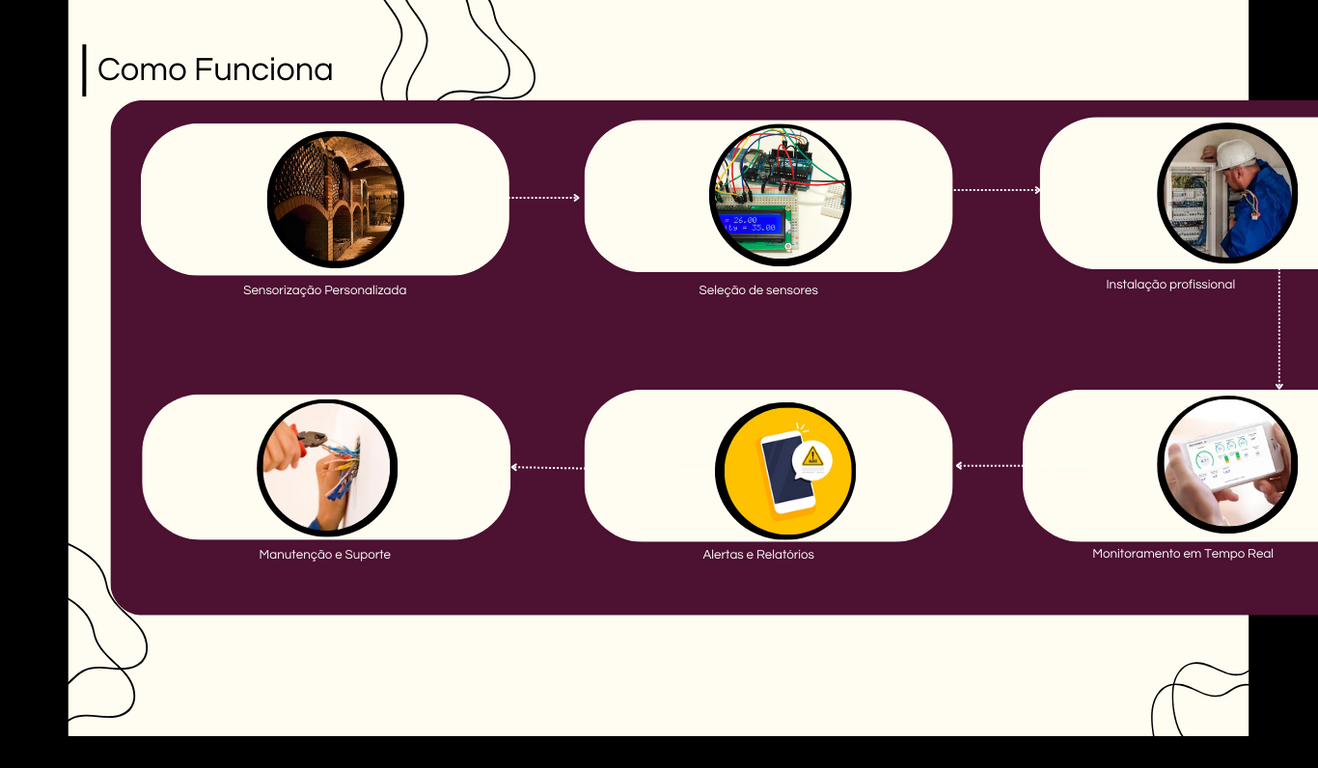 Como Funciona
= 26.00
ty = 35.00
Sensorização Personalizada
Seleção de sensores
Instalação profissional
Manutenção e Suporte
Alertas e Relatórios
Monitoramento em Tempo Real